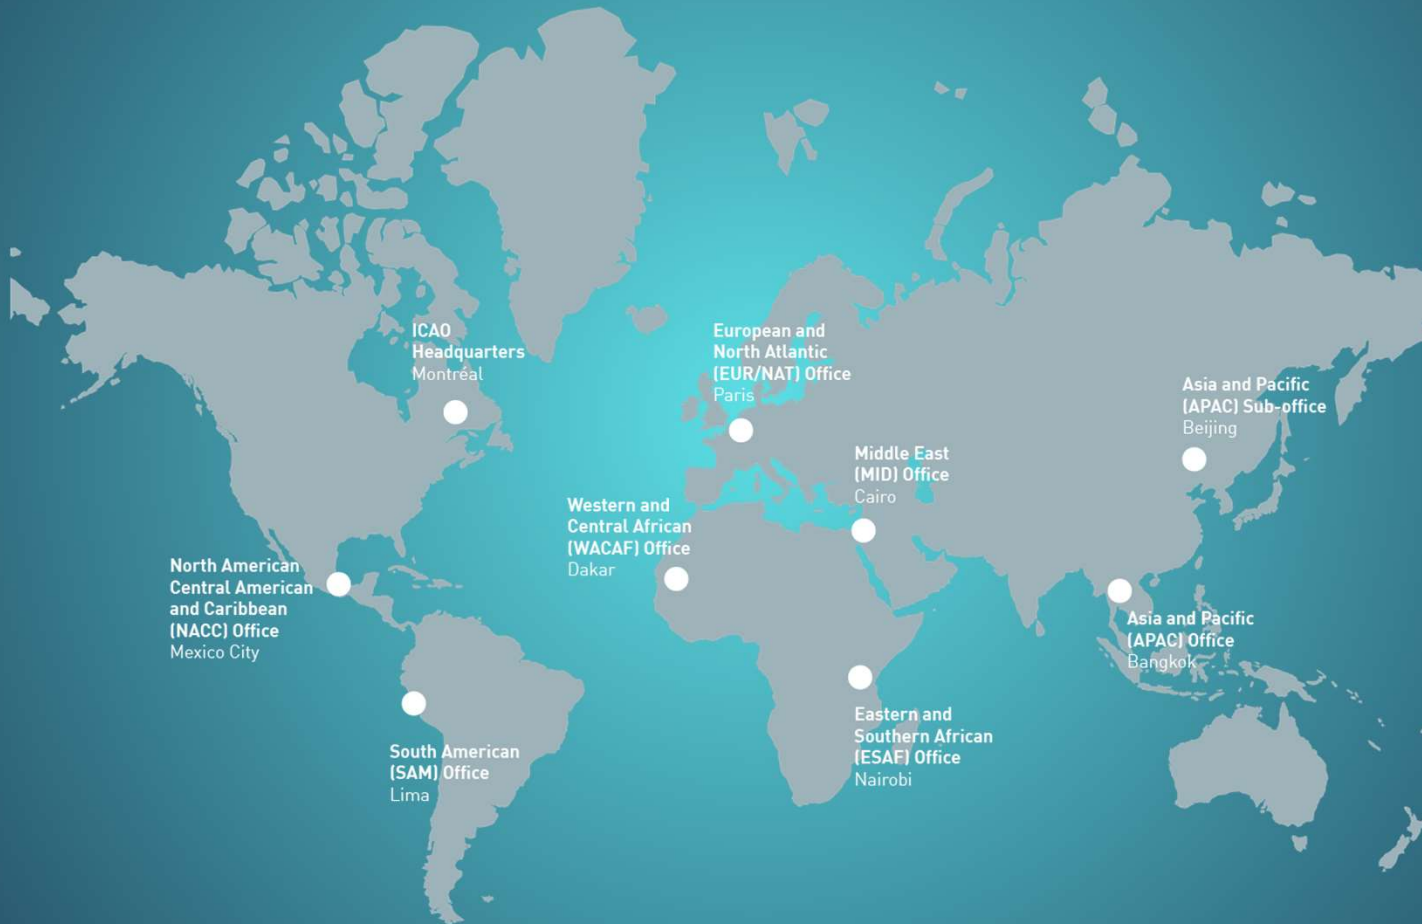 ICAO
Headquarters
Montréal
European and
North Atlantic
(EUR/NAT) Office
Paris
Asia and Pacific
(APAC) Sub-office
Beijing
Middle East
(MID) Office
Cairo
Western and
Central African
(WACAF) Office
Dakar
North American
Central American
and Caribbean
(NACC) Office
Mexico City
Asia and Pacific
(APAC) Office
Bangkok
South American
(SAM) Office
Lima
Eastern and
Southern African
(ESAF) Office
Nairobi